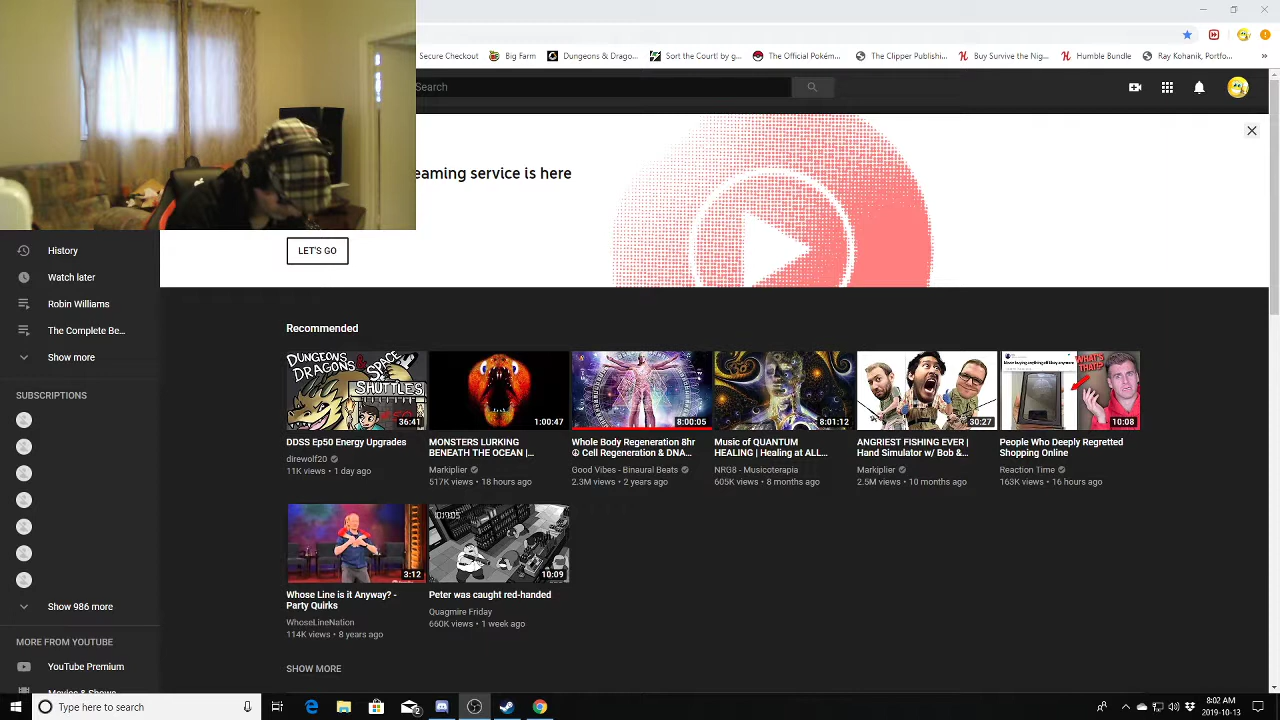 Secure Checkout
Big Farm
Dungeons & Drago...
Sort the Court! by...
The Official Pokémo...
The Clipper Publishi...
Buy Survive the Nig...
Humble Bundle
Ray Konopka, Autho...
Search
eaming service is here
LET'S GO
History
Watch later
Robin Williams
The Complete Be...
Show more
SUBSCRIPTIONS
Show 986 more
MORE FROM YOUTUBE
YouTube Premium
Movies & Shows
Recommended
DUNGEONS &
DRAGONS
SPACE
SHUTTLES
36:41
DDSS Ep50 Energy Upgrades
direwolf20
11K views • 1 day ago
1:00:47
MONSTERS LURKING
BENEATH THE OCEAN |...
Markiplier
517K views • 18 hours ago
8:00:05
Whole Body Regeneration 8hr
☮ Cell Regeneration & DNA...
Good Vibes - Binaural Beats
2.3M views • 2 years ago
8:01:12
Music of QUANTUM
HEALING | Healing at ALL...
NRG8 - Musicoterapia
605K views • 8 months ago
30:27
ANGRIEST FISHING EVER |
Hand Simulator w/ Bob &...
Markiplier
2.5M views • 10 months ago
WHAT'S
THAT!
10:08
People Who Deeply Regretted
Shopping Online
Reaction Time
163K views • 16 hours ago
3:12
Whose Line is it Anyway? -
Party Quirks
WhoseLineNation
114K views • 8 years ago
10:09
Peter was caught red-handed
Quagmire Friday
660K views • 1 week ago
SHOW MORE
Type here to search
2
8:02 AM
2019-10-13